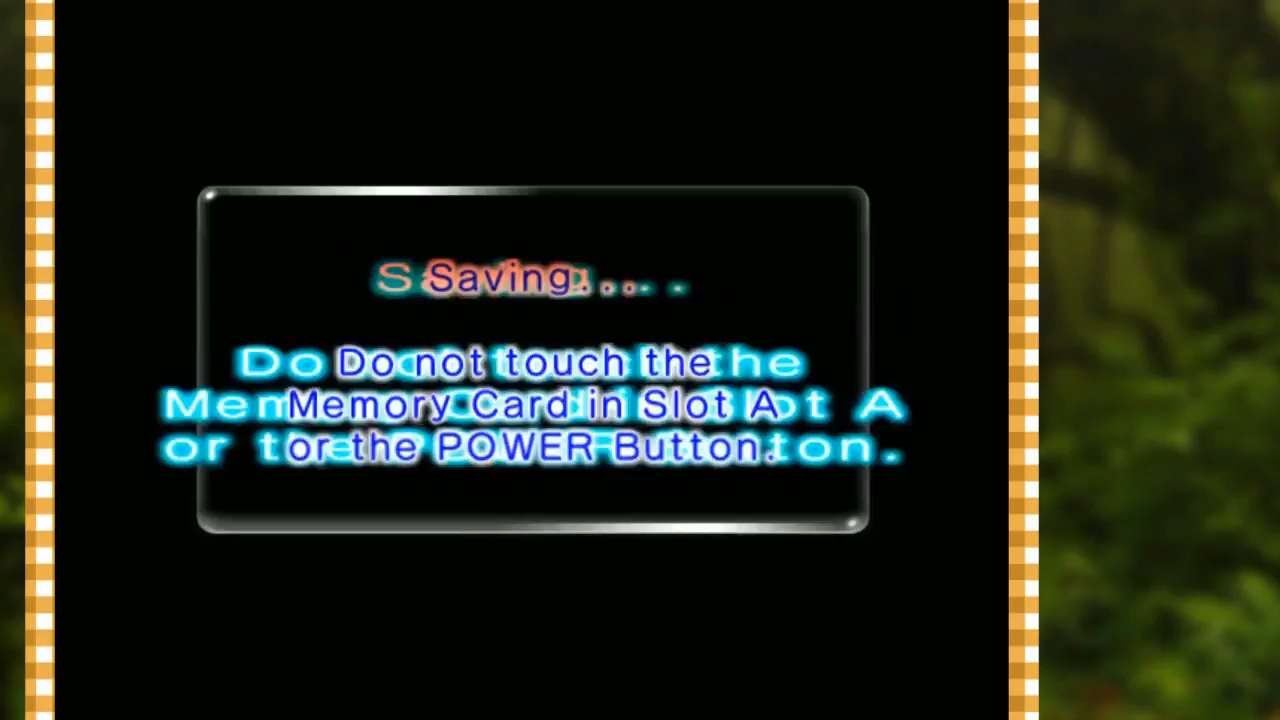 Saving....
Do not touch the
Memory Card in Slot A
or the POWER Button.